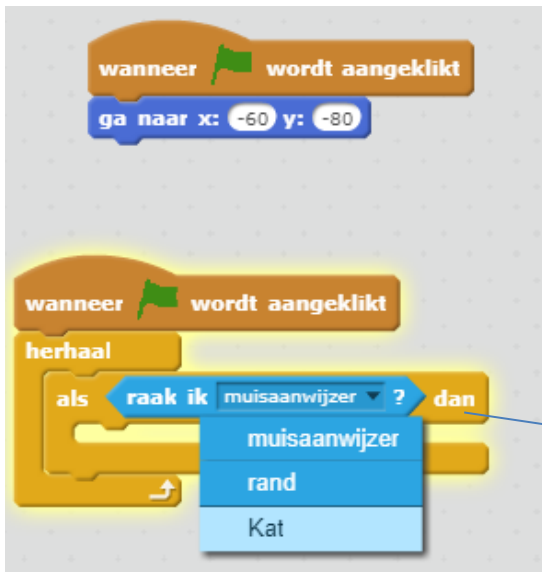 wanneer wordt aangeklikt
ga naar x: -60 y: -80
wanneer wordt aangeklikt
herhaal
als raak ik muisaanwijzer ? dan
muisaanwijzer
rand
Kat